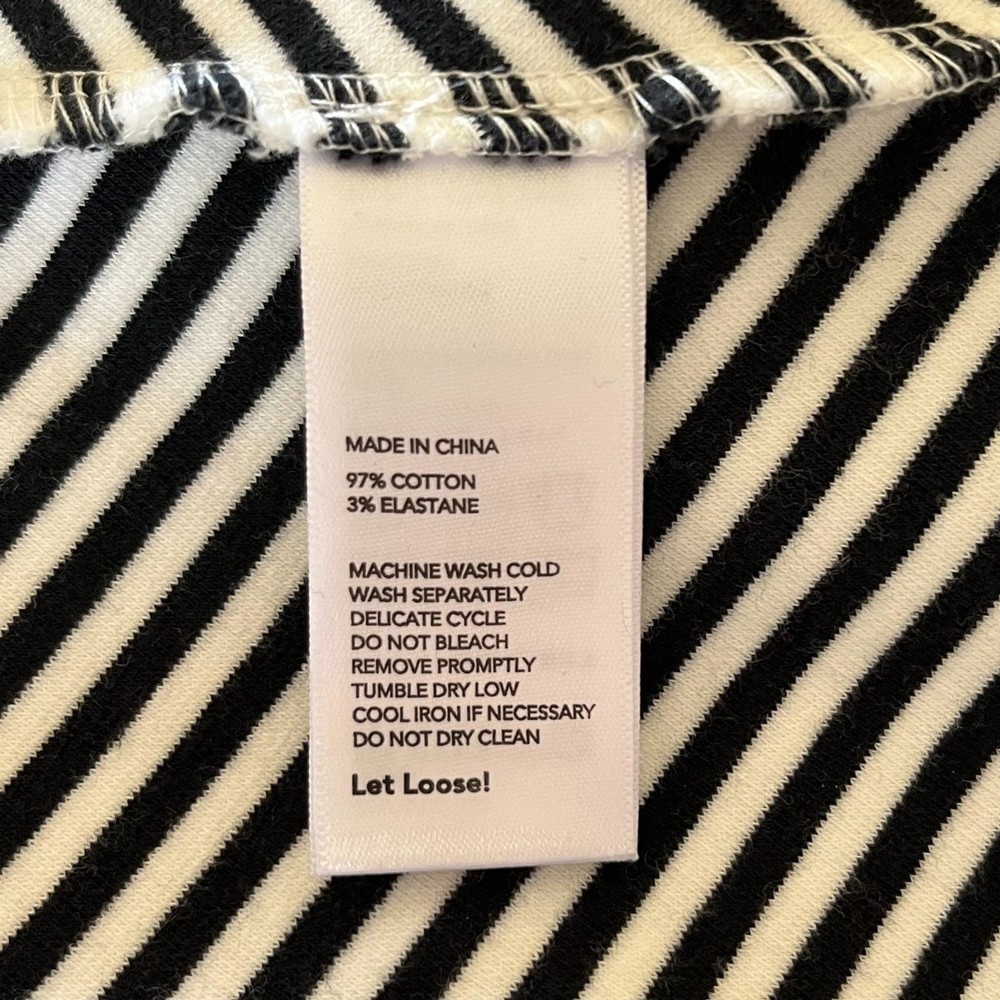 MADE IN CHINA
97% COTTON
3% ELASTANE
MACHINE WASH COLD
WASH SEPARATELY
DELICATE CYCLE
DO NOT BLEACH
REMOVE PROMPTLY
TUMBLE DRY LOW
COOL IRON IF NECESSARY
DO NOT DRY CLEAN
Let Loose!